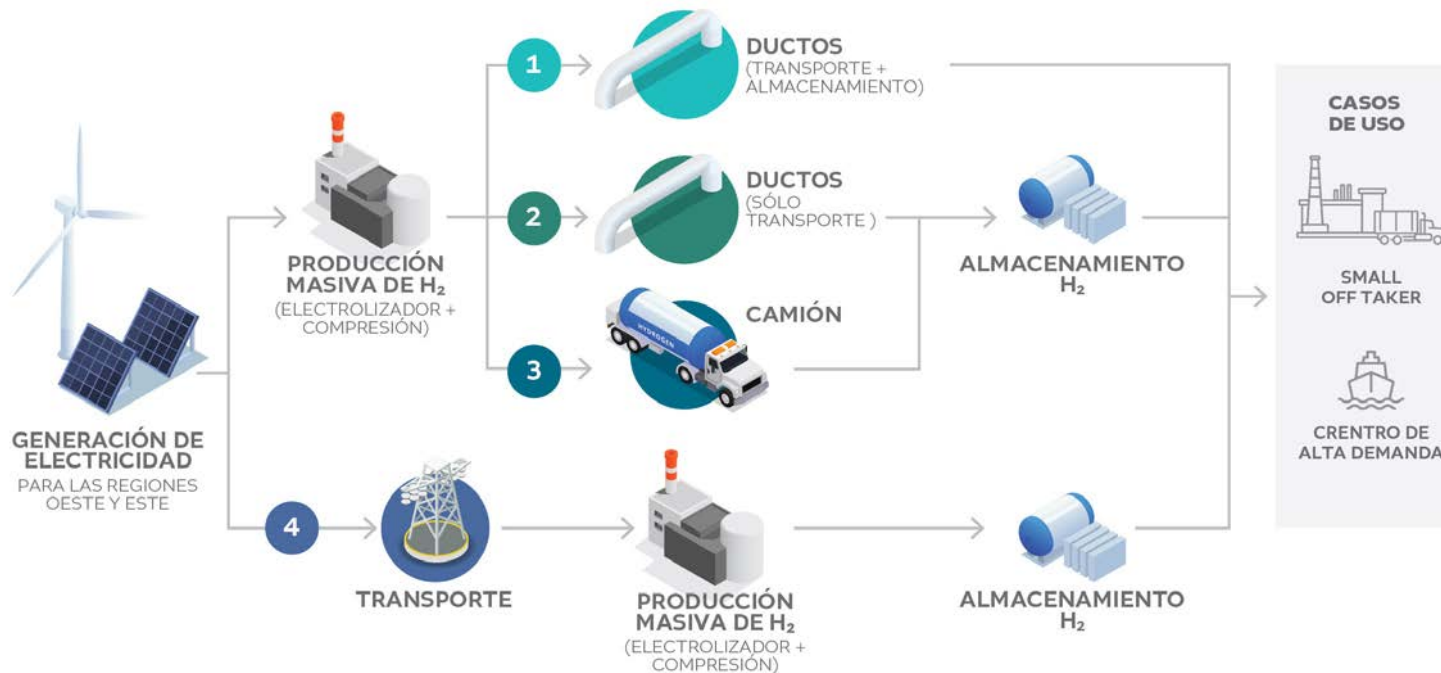 1
DUCTOS
(TRANSPORTE +
ALMACENAMIENTO)
CASOS
DE USO
2
DUCTOS
(SÓLO
TRANSPORTE )
PRODUCCIÓN
MASIVA DE H₂
(ELECTROLIZADOR +
COMPRESIÓN)
ALMACENAMIENTO
H₂
SMALL
OFF TAKER
3
HYDROGEN
CAMIÓN
GENERACIÓN DE
ELECTRICIDAD
PARA LAS REGIONES
OESTE Y ESTE
CRENTRO DE
ALTA DEMANDA
4
TRANSPORTE
PRODUCCIÓN
MASIVA DE H₂
(ELECTROLIZADOR +
COMPRESIÓN)
ALMACENAMIENTO
H₂